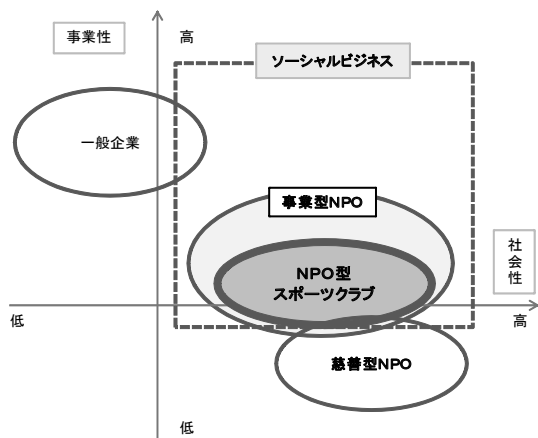 事業性
高
ソーシャルビジネス
一般企業
事業型NPO
社会性
NPO型
スポーツクラブ
低
高
慈善型NPO
低